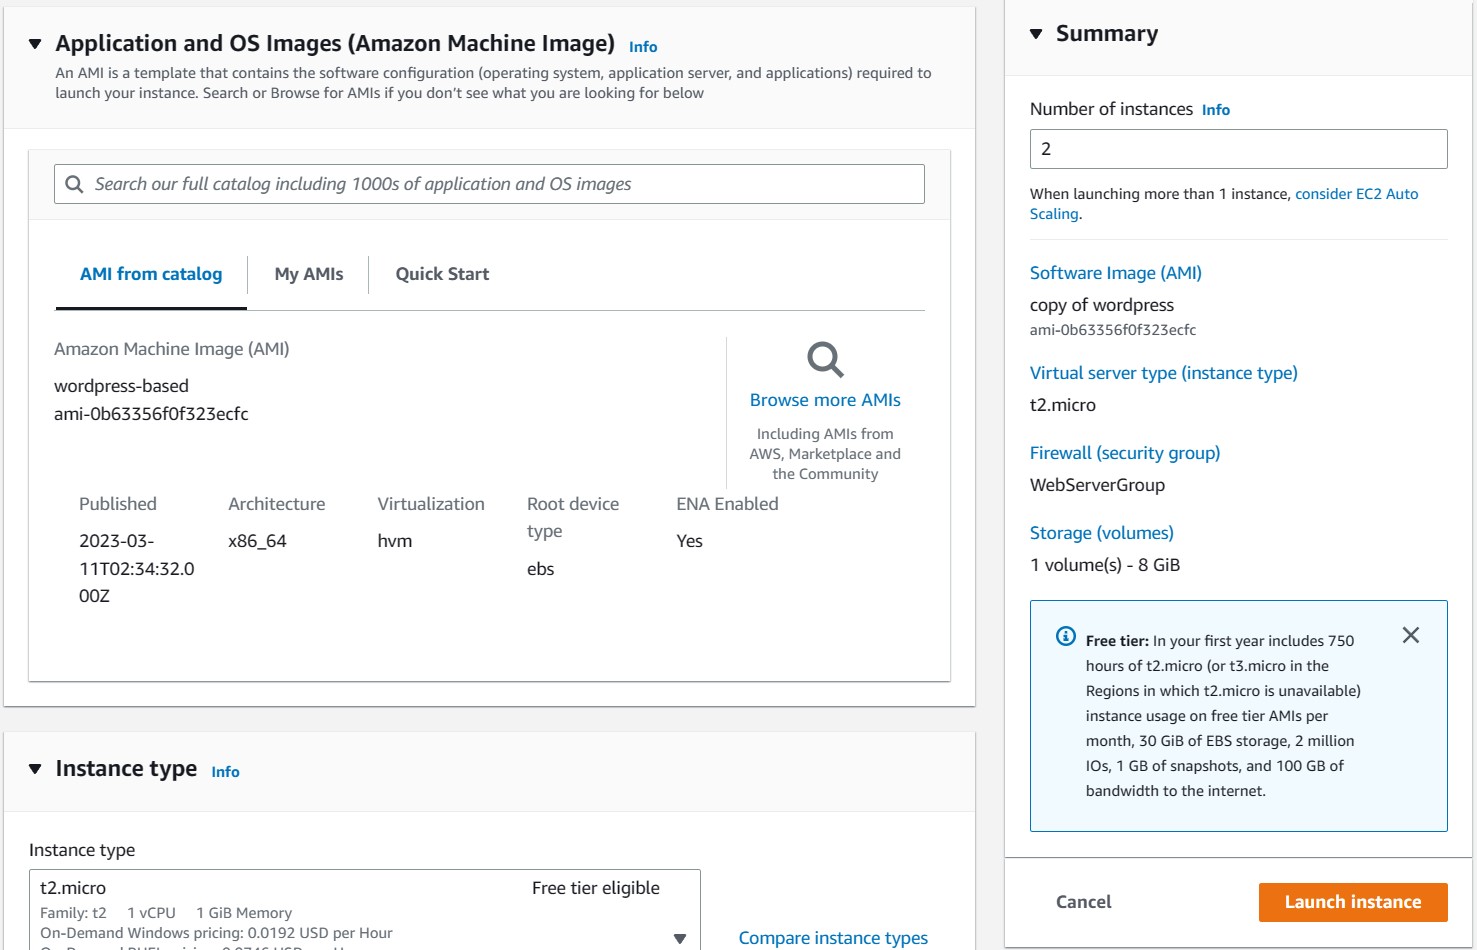 Application and OS Images (Amazon Machine Image) Info
An AMI is a template that contains the software configuration (operating system, application server, and applications) required to
launch your instance. Search or Browse for AMIs if you don’t see what you are looking for below
Search our full catalog including 1000s of application and OS images
AMI from catalog
My AMIs
Quick Start
Amazon Machine Image (AMI)
wordpress-based
ami-0b63356f0f323ecfc
Browse more AMIs
Including AMIs from
AWS, Marketplace and
the Community
Published
2023-03-
11T02:34:32.0
00Z
Architecture
x86_64
Virtualization
hvm
Root device
type
ebs
ENA Enabled
Yes
Instance type Info
Instance type
t2.micro
Free tier eligible
Family: t2 1 vCPU 1 GiB Memory
On-Demand Windows pricing: 0.0192 USD per Hour
Compare instance types
Summary
Number of instances Info
2
When launching more than 1 instance, consider EC2 Auto
Scaling.
Software Image (AMI)
copy of wordpress
ami-0b63356f0f323ecfc
Virtual server type (instance type)
t2.micro
Firewall (security group)
WebServerGroup
Storage (volumes)
1 volume(s) - 8 GiB
Free tier: In your first year includes 750
hours of t2.micro (or t3.micro in the
Regions in which t2.micro is unavailable)
instance usage on free tier AMIs per
month, 30 GiB of EBS storage, 2 million
IOs, 1 GB of snapshots, and 100 GB of
bandwidth to the internet.
Cancel
Launch instance